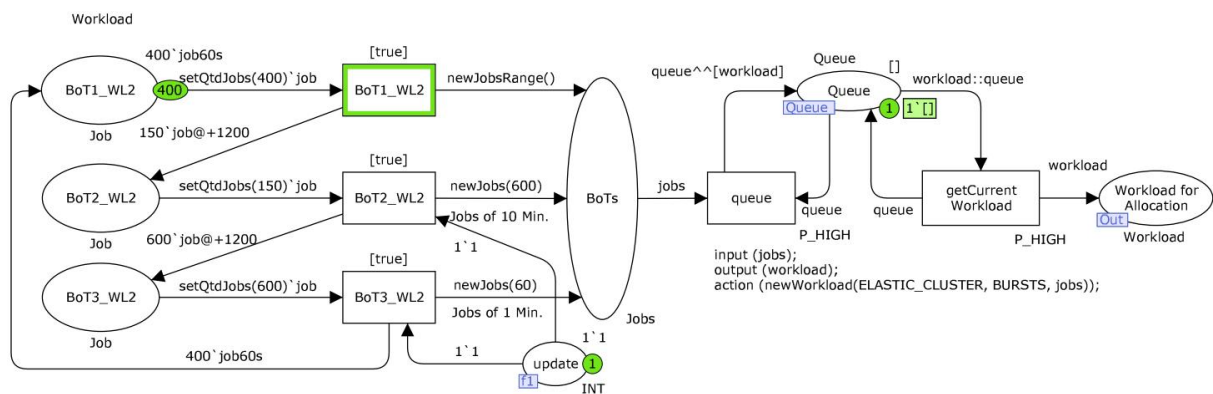 Workload
400`job60s
BoT1_WL2
400
Job
setQtdJobs(400)`job
[true]
BoT1_WL2
newJobsRange()
150`job@+1200
BoT2_WL2
Job
setQtdJobs(150)`job
[true]
BoT2_WL2
newJobs(600)
Jobs of 10 Min.
600`job@+1200
1`1
BoT3_WL2
Job
setQtdJobs(600)`job
[true]
BoT3_WL2
newJobs(60)
Jobs of 1 Min.
400`job60s
1`1
update
1`1
1
f1
INT
BoTs
Jobs
jobs
queue
P_HIGH
input (jobs);
output (workload);
action (newWorkload(ELASTIC_CLUSTER, BURSTS, jobs));
queue^^[workload]
queue
Queue
[]
Queue
Queue
1
1`[]
workload::queue
queue
getCurrent
Workload
P_HIGH
workload
Workload for
Allocation
Out
Workload